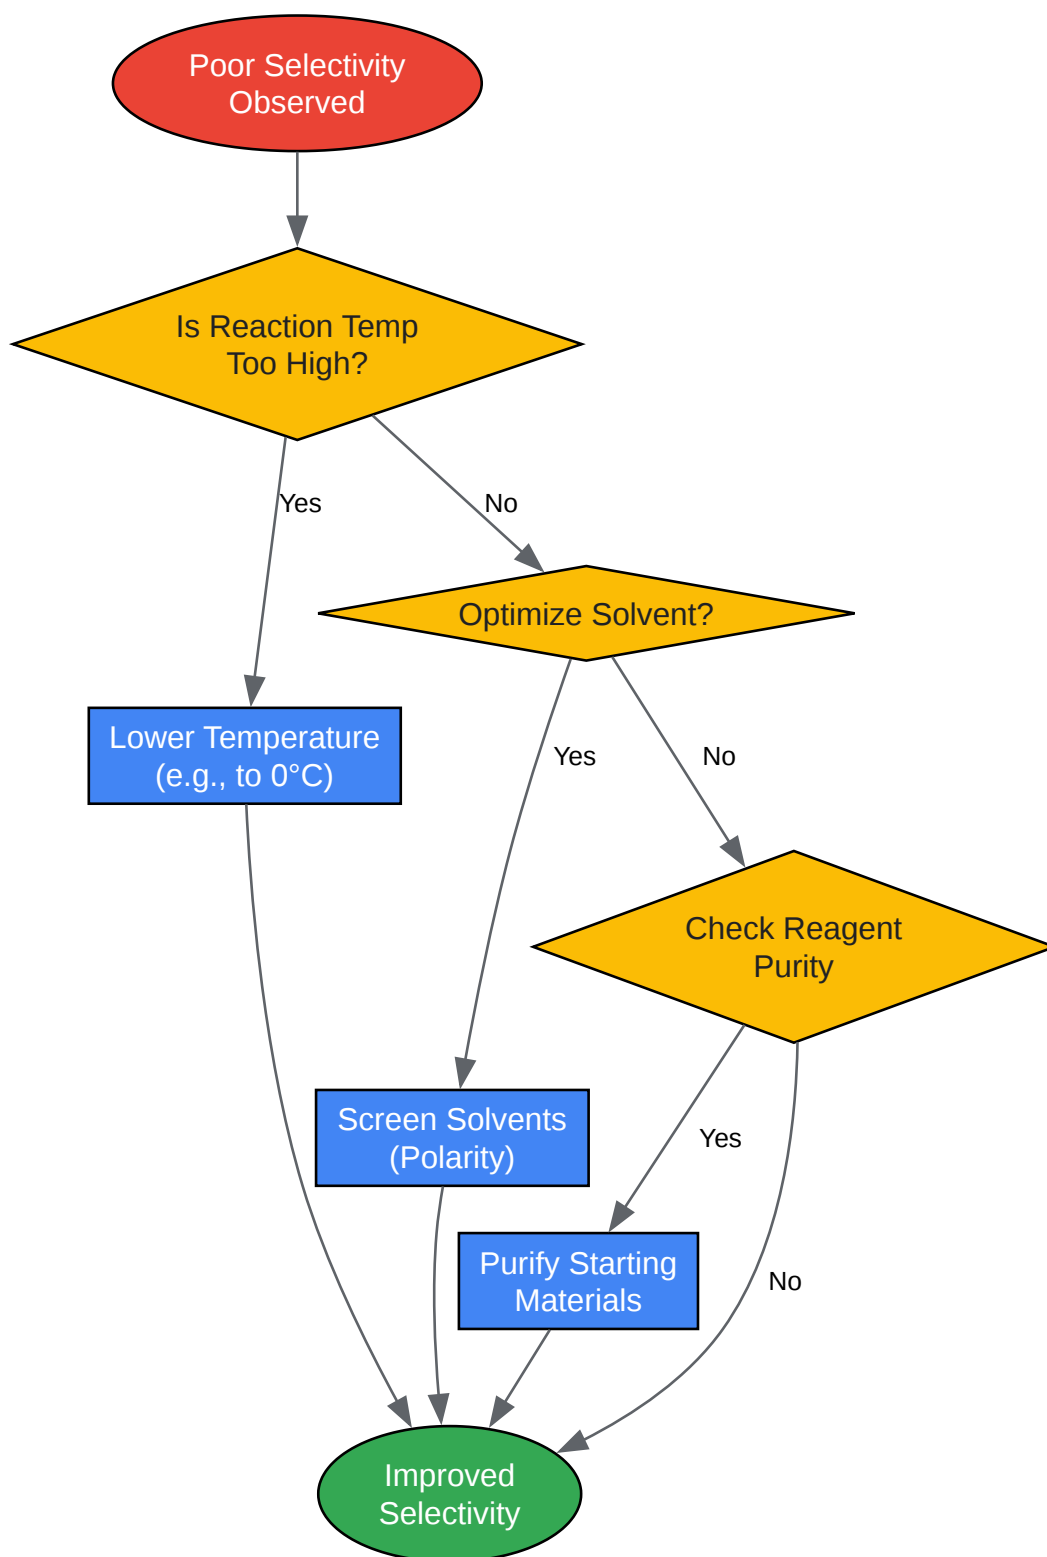 Poor Selectivity
Observed
Is Reaction Temp
Too High?
Yes
No
Optimize Solvent?
Lower Temperature
(e.g., to 0°C)
Yes
No
Check Reagent
Purity
Screen Solvents
(Polarity)
Yes
Purify Starting
Materials
No
Improved
Selectivity